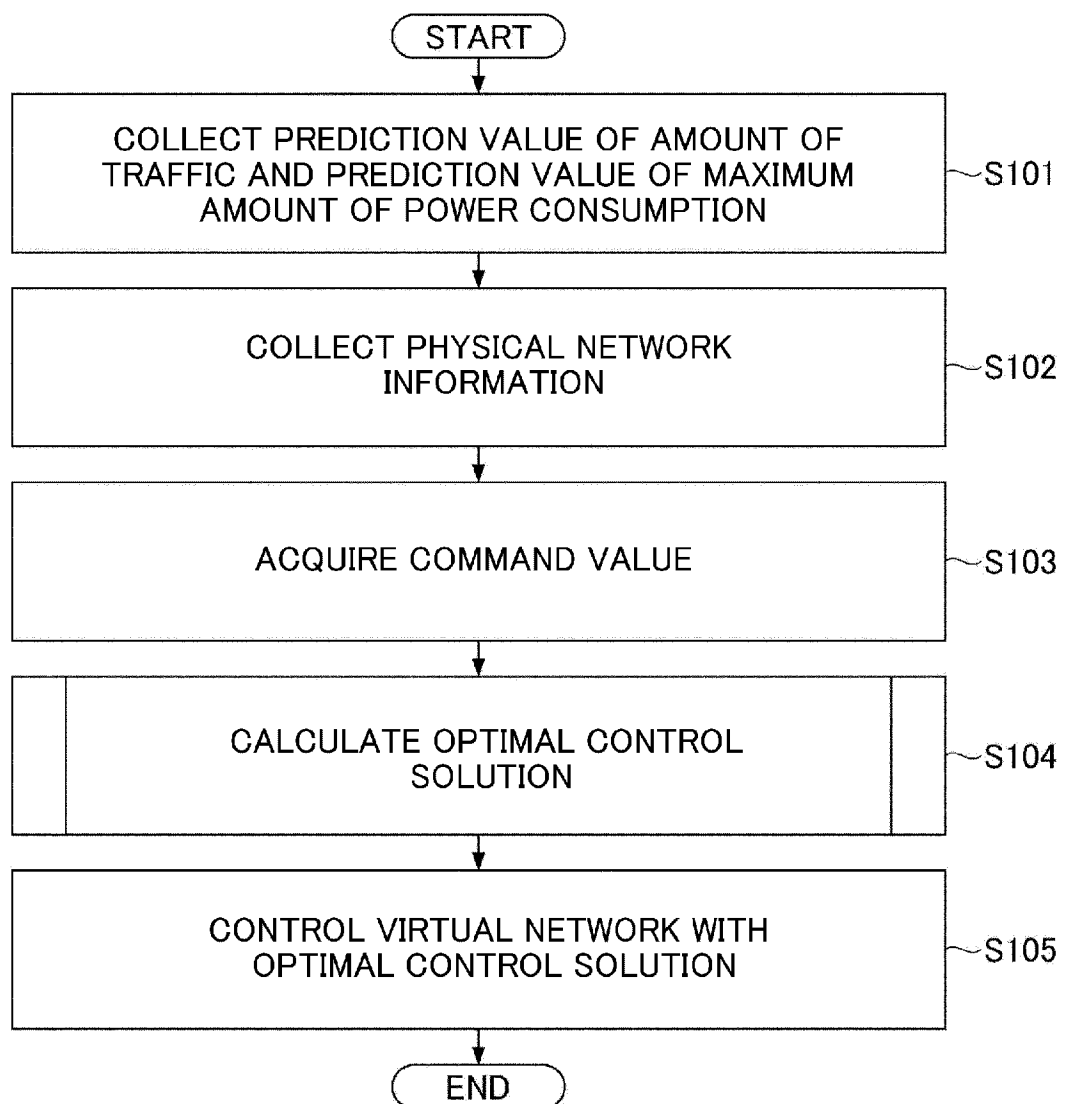 START
COLLECT PREDICTION VALUE OF AMOUNT OF
TRAFFIC AND PREDICTION VALUE OF MAXIMUM
AMOUNT OF POWER CONSUMPTION
S101
COLLECT PHYSICAL NETWORK
INFORMATION
S102
ACQUIRE COMMAND VALUE
S103
CALCULATE OPTIMAL CONTROL
SOLUTION
S104
CONTROL VIRTUAL NETWORK WITH
OPTIMAL CONTROL SOLUTION
S105
END